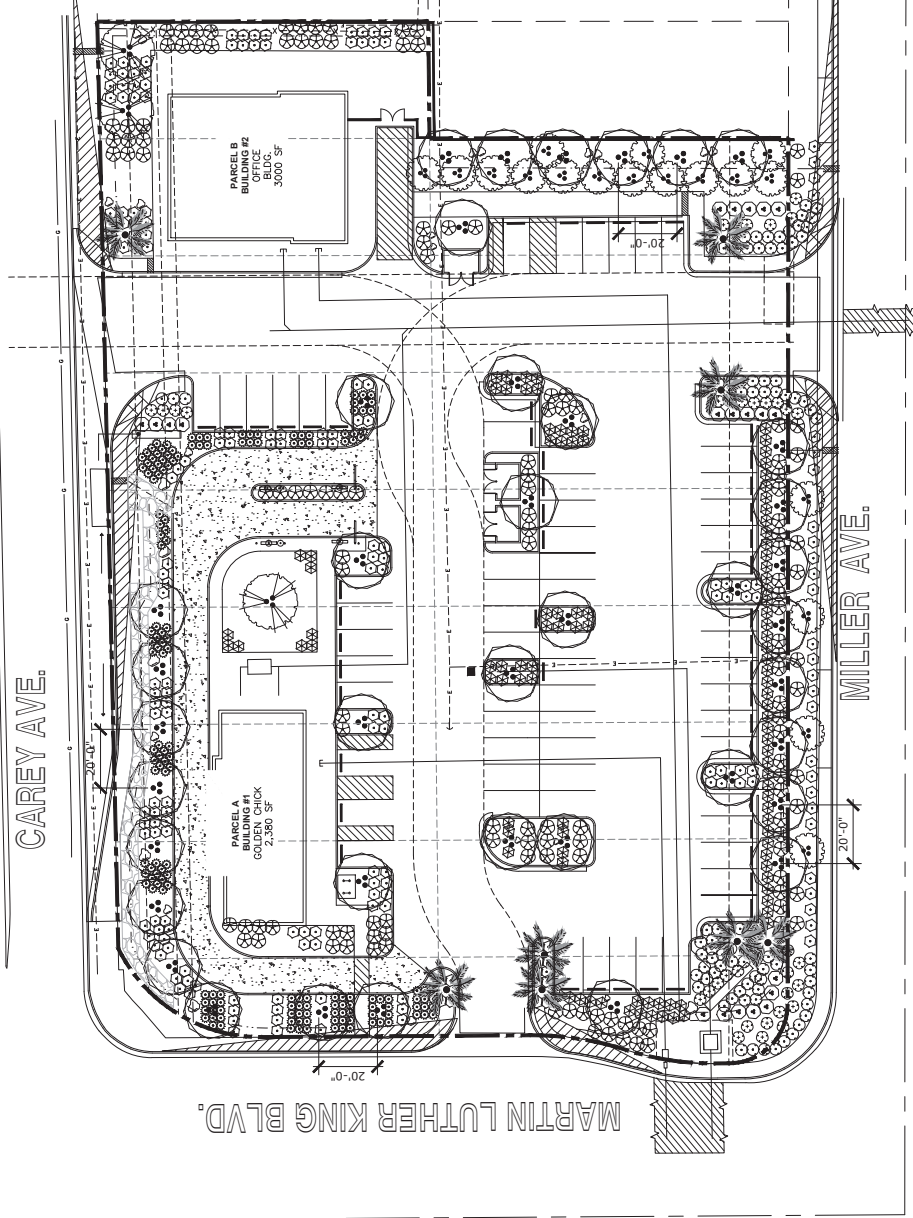 PARCEL B
BUILDING #2
OFFICE
BLDG.
3000 SF
20'-0"
CAREY AVE.
20'-0"
MILLER AVE.
PARCEL A
BUILDING #1
GOLDEN CHICK
2,380 SF
20'-0"
20'-0"
MARTIN LUTHER KING BLVD.